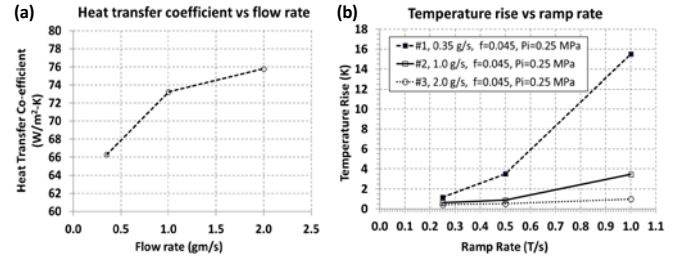 (a)
Heat transfer coefficient vs flow rate
80
78
76
74
72
70
68
66
64
62
60
Heat Transfer Co-efficient
(W/m²-K)
0.0 0.5 1.0 1.5 2.0 2.5
Flow rate (gm/s)
(b)
Temperature rise vs ramp rate
18
16
14
12
10
8
6
4
2
0
Temperature Rise (K)
#1, 0.35 g/s, f=0.045, Pi=0.25 MPa
#2, 1.0 g/s, f=0.045, Pi=0.25 MPa
#3, 2.0 g/s, f=0.045, Pi=0.25 MPa
0.0 0.1 0.2 0.3 0.4 0.5 0.6 0.7 0.8 0.9 1.0 1.1
Ramp Rate (T/s)